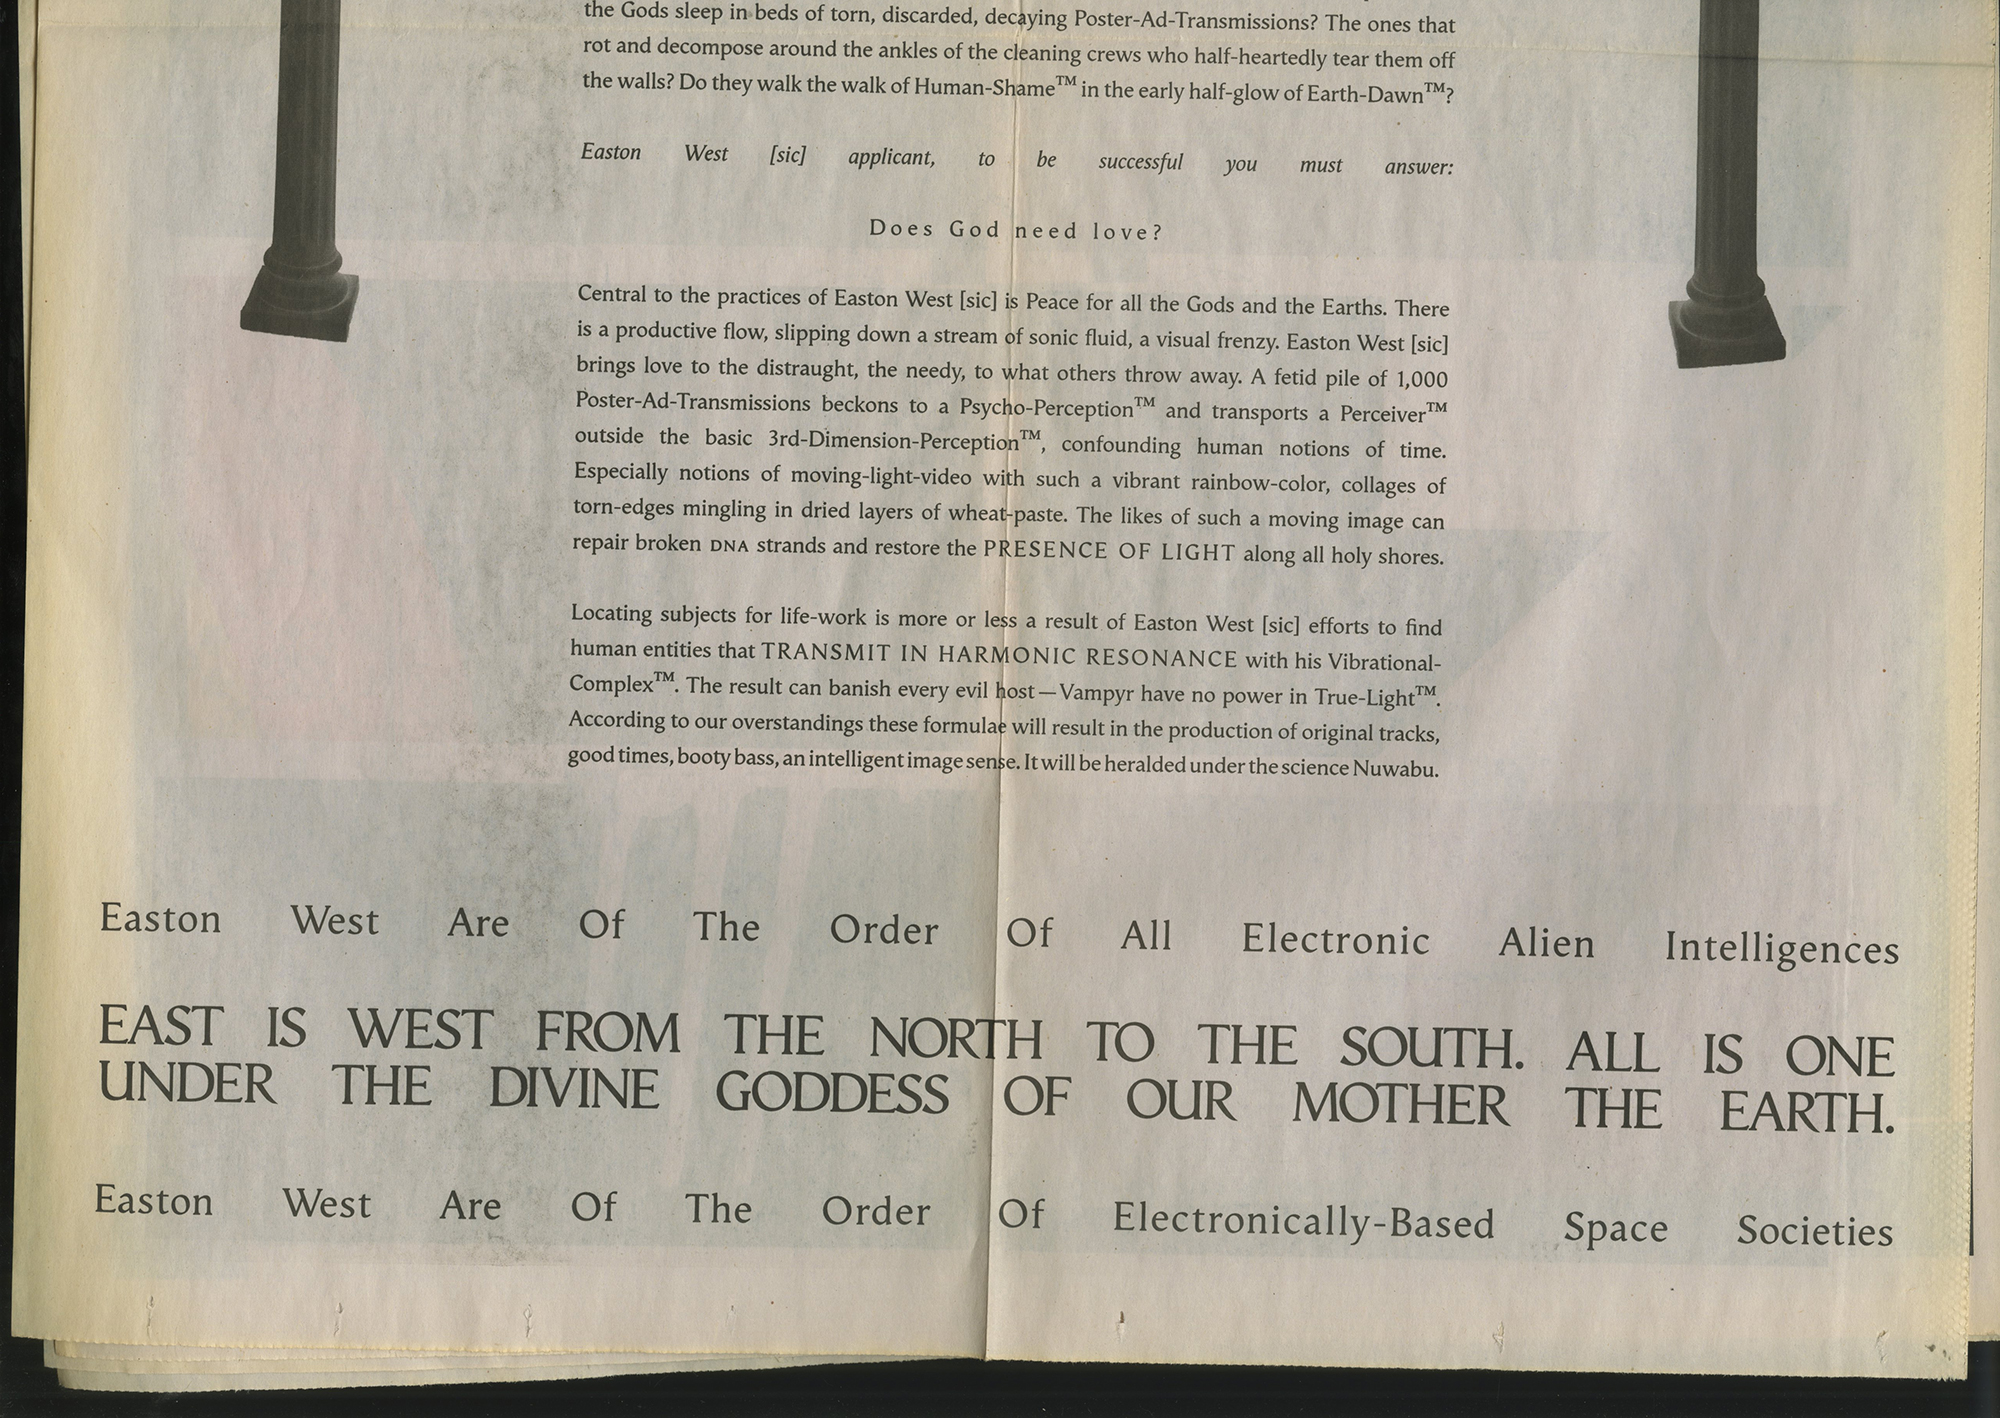 the Gods sleep in beds of torn, discarded, decaying Poster-Ad-Transmissions? The ones that
rot and decompose around the ankles of the cleaning crews who half-heartedly tear them off
the walls? Do they walk the walk of Human-Shame™ in the early half-glow of Earth-Dawn™?
Easton West [sic] applicant, to be successful you must answer:
Does God need love?
Central to the practices of Easton West [sic] is Peace for all the Gods and the Earths. There
is a productive flow, slipping down a stream of sonic fluid, a visual frenzy. Easton West [sic]
brings love to the distraught, the needy, to what others throw away. A fetid pile of 1,000
Poster-Ad-Transmissions beckons to a Psycho-Perception™ and transports a Perceiver™
outside the basic 3rd-Dimension-Perception™, confounding human notions of time.
Especially notions of moving-light-video with such a vibrant rainbow-color, collages of
torn-edges mingling in dried layers of wheat-paste. The likes of such a moving image can
repair broken DNA strands and restore the PRESENCE OF LIGHT along all holy shores.
Locating subjects for life-work is more or less a result of Easton West [sic] efforts to find
human entities that TRANSMIT IN HARMONIC RESONANCE with his Vibrational-
Complex™. The result can banish every evil host—Vampyr have no power in True-Light™.
According to our overstandings these formulae will result in the production of original tracks,
good times, booty bass, an intelligent image sense. It will be heralded under the science Nuwabu.
Easton West Are Of The Order Of All Electronic Alien Intelligences
EAST IS WEST FROM THE NORTH TO THE SOUTH. ALL IS ONE
UNDER THE DIVINE GODDESS OF OUR MOTHER THE EARTH.
Easton West Are Of The Order Of Electronically-Based Space Societies